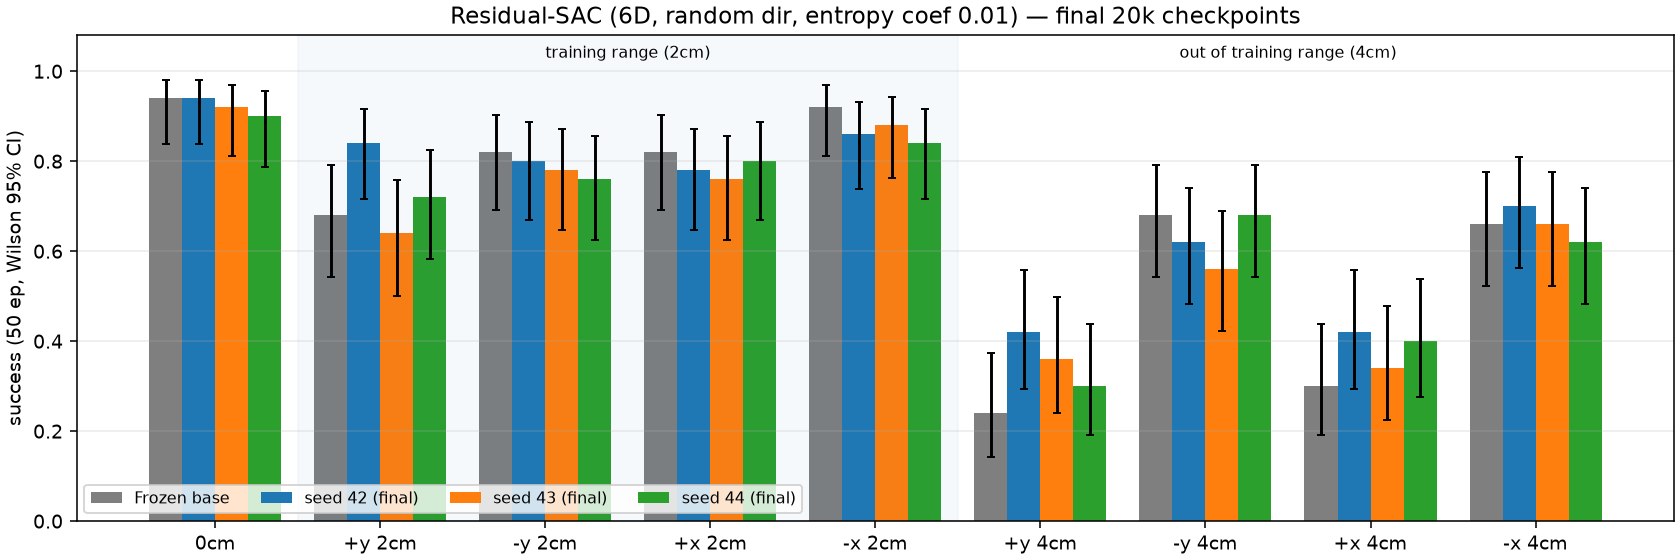 Residual-SAC (6D, random dir, entropy coef 0.01) — final 20k checkpoints
training range (2cm)
out of training range (4cm)
success (50 ep, Wilson 95% CI)
1.0
0.8
0.6
0.4
0.2
0.0
Frozen base
seed 42 (final)
seed 43 (final)
seed 44 (final)
0cm
+y 2cm
-y 2cm
+x 2cm
-x 2cm
+y 4cm
-y 4cm
+x 4cm
-x 4cm